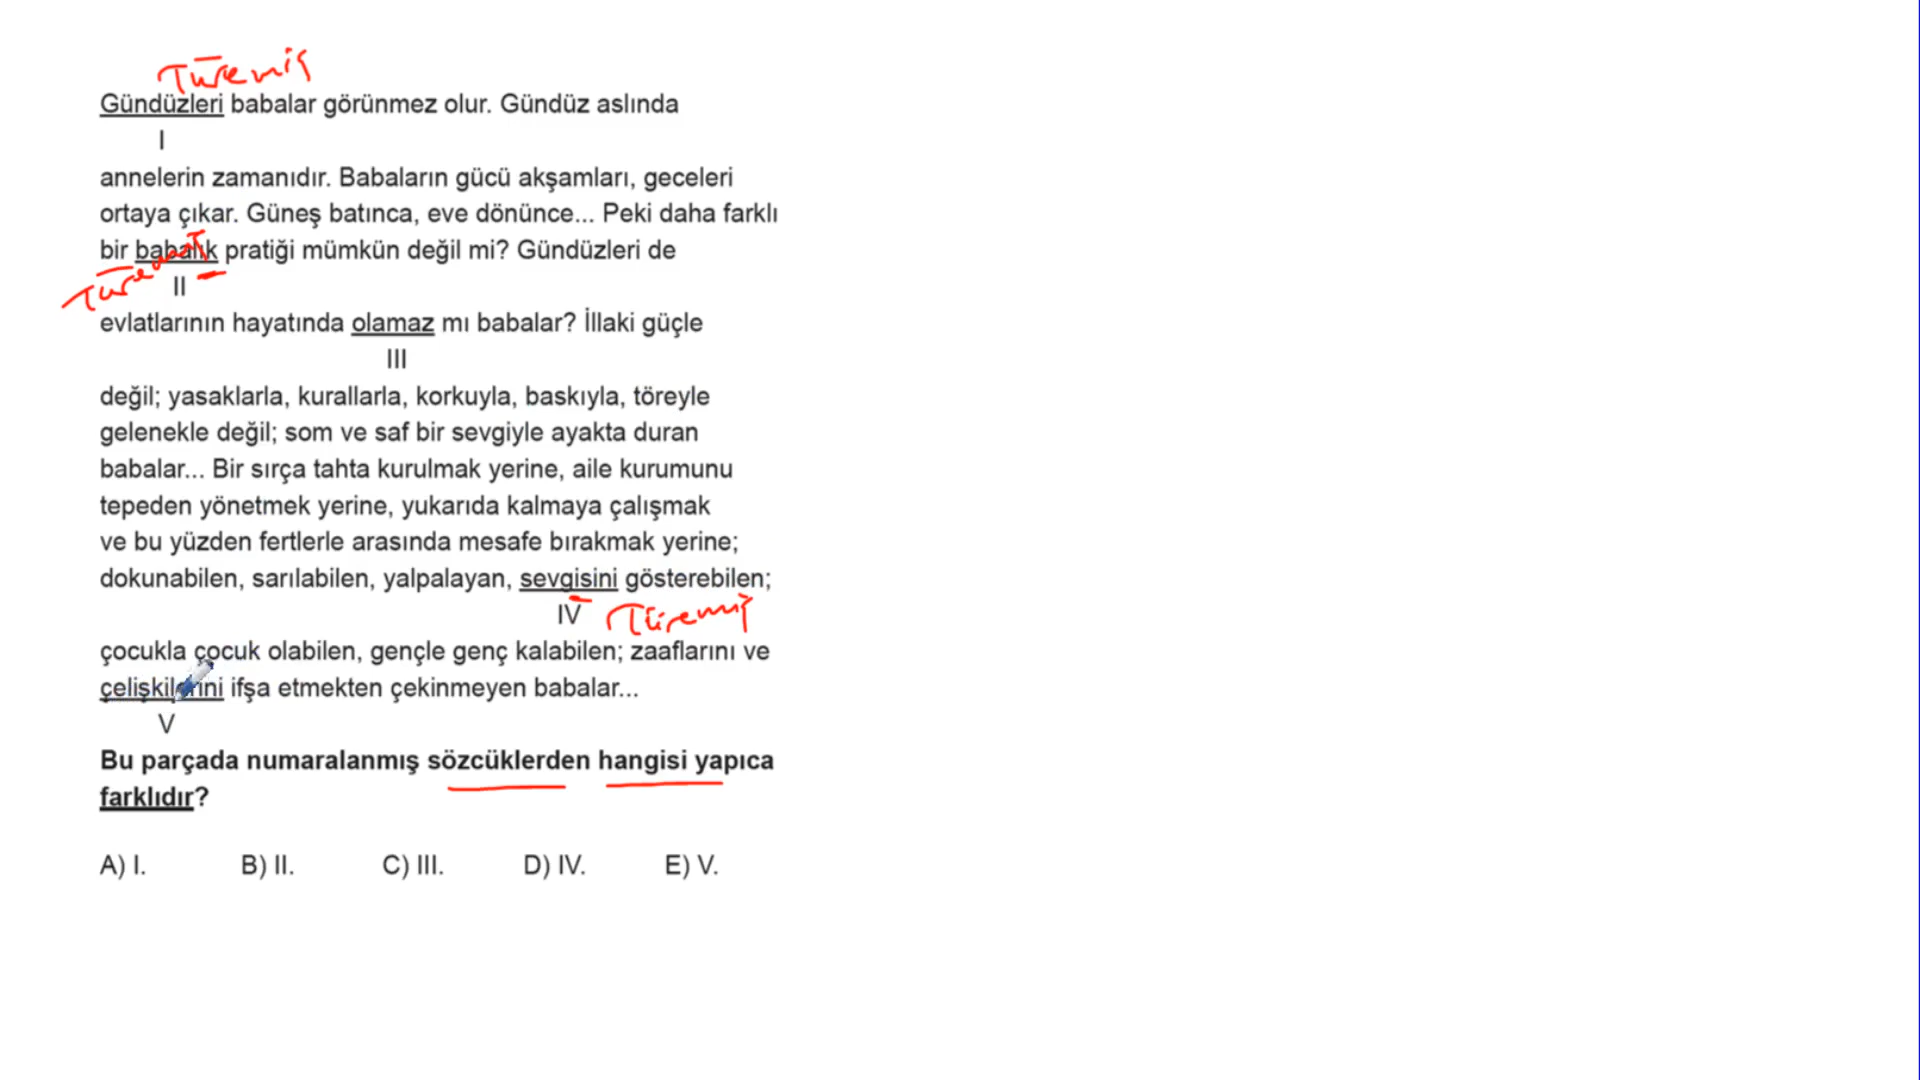 Türemiş
Gündüzleri babalar görünmez olur. Gündüz aslında
I
annelerin zamanıdır. Babaların gücü akşamları, geceleri
ortaya çıkar. Güneş batınca, eve dönünce... Peki daha farklı
bir babalık pratiği mümkün değil mi? Gündüzleri de
Türemiş
II
evlatlarının hayatında olamaz mı babalar? İllaki güçle
III
değil; yasaklarla, kurallarla, korkuyla, baskıyla, töreyle
gelenekle değil; som ve saf bir sevgiyle ayakta duran
babalar... Bir sırça tahta kurulmak yerine, aile kurumunu
tepeden yönetmek yerine, yukarıda kalmaya çalışmak
ve bu yüzden fertlerle arasında mesafe bırakmak yerine;
dokunabilen, sarılabilen, yalpalayan, sevgisini gösterebilen;
IV Türemiş
çocukla çocuk olabilen, gençle genç kalabilen; zaaflarını ve
çelişkilerini ifşa etmekten çekinmeyen babalar...
V
Bu parçada numaralanmış sözcüklerden hangisi yapıca
farklıdır?
A) I. B) II. C) III. D) IV. E) V.